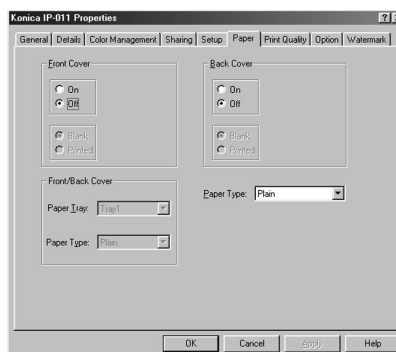 Konica IP-011 Properties
General Details Color Management Sharing Setup Paper Print Quality Option Watermark
Front Cover
On
Off
Blank
Printed
Back Cover
On
Off
Blank
Printed
Front/Back Cover
Paper Tray: Tray1
Paper Type: Plain
Paper Type: Plain
OK Cancel Apply Help